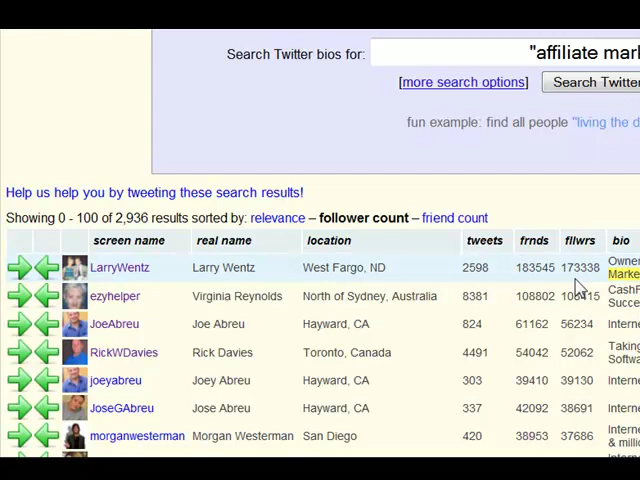 Search Twitter bios for: "affiliate mar
[more search options] Search Twitte
fun example: find all people "living the d
Help us help you by tweeting these search results!
Showing 0 - 100 of 2,936 results sorted by: relevance – follower count – friend count
screen name real name location tweets frnds fllwrs bio
LarryWentz Larry Wentz West Fargo, ND 2598 183545 173338 Owne
Marke
ezyhelper Virginia Reynolds North of Sydney, Australia 8381 108802 CashF
Succe
JoeAbreu Joe Abreu Hayward, CA 824 61162 56234 Intern
RickWDavies Rick Davies Toronto, Canada 4491 54042 52062 Taking
Softwa
joeyabreu Joey Abreu Hayward, CA 303 39410 39130 Intern
JoseGAbreu Jose Abreu Hayward, CA 337 42092 38691 Intern
morganwesterman Morgan Westerman San Diego 420 38953 37686 Intern
& milli